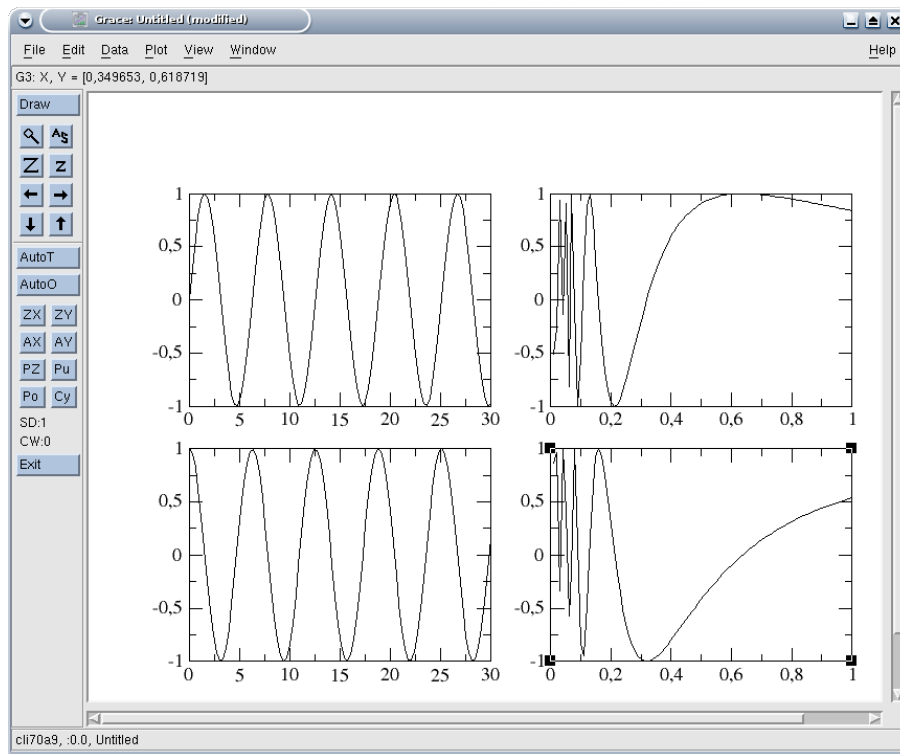 Grace: Untitled (modified)
File Edit Data Plot View Window Help
G3: X, Y = [0,349653, 0,618719]
Draw
AS
Z z
AutoT
AutoO
ZX ZY
AX AY
PZ Pu
Po Cy
SD:1
CW:0
Exit
1
0,5
0
-0,5
-1
0 5 10 15 20 25 30
1
0,5
0
-0,5
-1
0 0,2 0,4 0,6 0,8 1
1
0,5
0
-0,5
-1
0 5 10 15 20 25 30
1
0,5
0
-0,5
-1
0 0,2 0,4 0,6 0,8 1
cli70a9, :0.0, Untitled